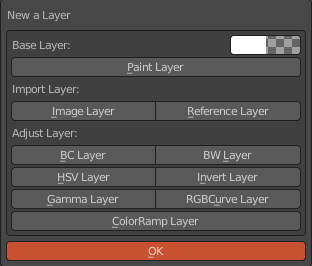 New a Layer
Base Layer:
Paint Layer
Import Layer:
Image Layer Reference Layer
Adjust Layer:
BC Layer BW Layer
HSV Layer Invert Layer
Gamma Layer RGBCurve Layer
ColorRamp Layer
OK